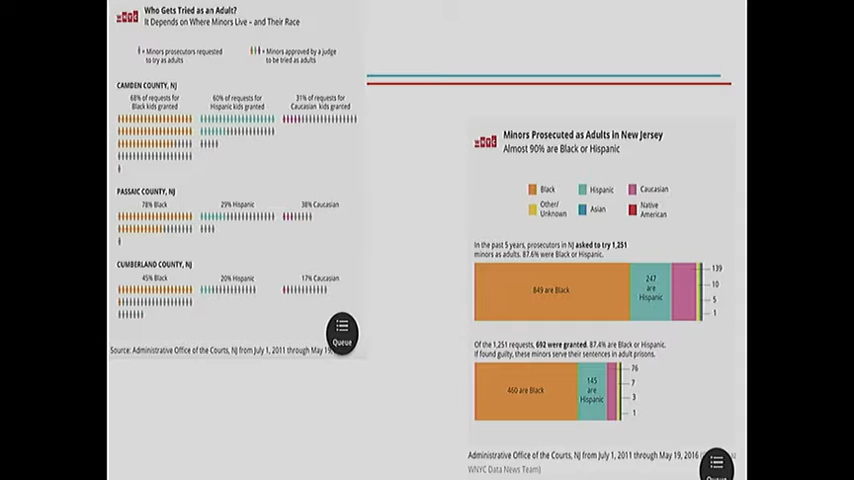 WNYC
Who Gets Tried as an Adult?
It Depends on Where Minors Live – and Their Race
= Minors prosecutors requested
to try as adults
= Minors approved by a judge
to be tried as adults
CAMDEN COUNTY, NJ
68% of requests for
Black kids granted
60% of requests for
Hispanic kids granted
31% of requests for
Caucasian kids granted
PASSAIC COUNTY, NJ
78% Black
29% Hispanic
38% Caucasian
CUMBERLAND COUNTY, NJ
45% Black
20% Hispanic
17% Caucasian
Queue
Source: Administrative Office of the Courts, NJ from July 1, 2011 through May 19,
WNYC
Minors Prosecuted as Adults in New Jersey
Almost 90% are Black or Hispanic
Black
Hispanic
Caucasian
Other/
Unknown
Asian
Native
American
In the past 5 years, prosecutors in NJ asked to try 1,251
minors as adults. 87.6% were Black or Hispanic.
849 are Black
247
are
Hispanic
139
10
5
1
Of the 1,251 requests, 692 were granted. 87.4% are Black or Hispanic.
If found guilty, these minors serve their sentences in adult prisons.
460 are Black
145
are
Hispanic
76
7
3
1
Administrative Office of the Courts, NJ from July 1, 2011 through May 19, 2016
WNYC Data News Team)
Queue